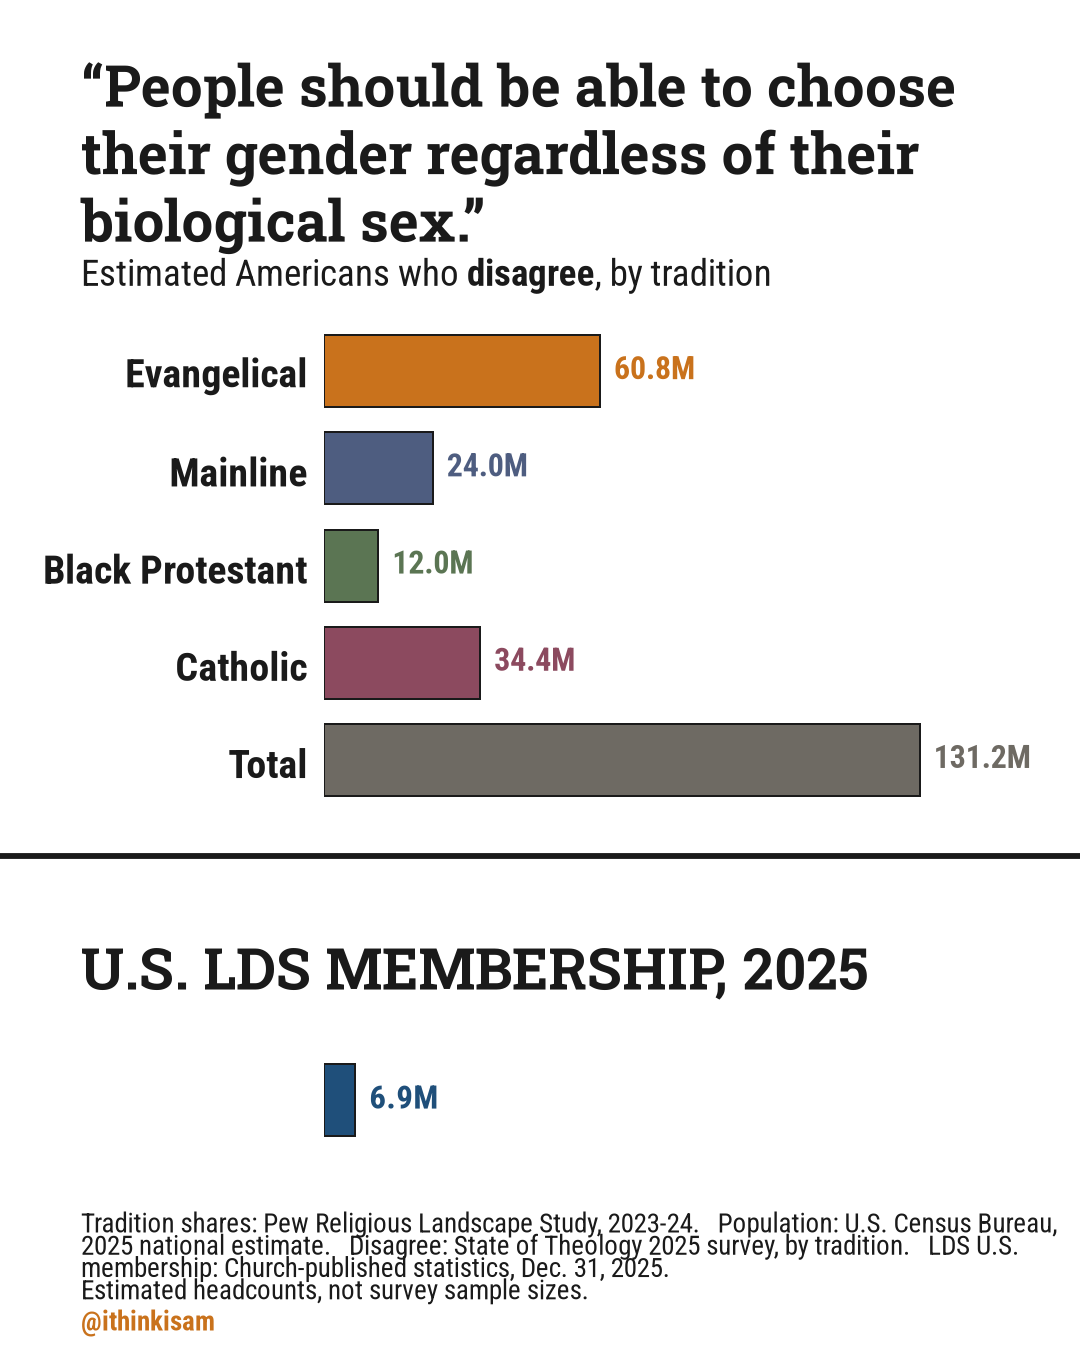 “People should be able to choose
their gender regardless of their
biological sex.”
Estimated Americans who disagree, by tradition
Evangelical 60.8M
Mainline 24.0M
Black Protestant 12.0M
Catholic 34.4M
Total 131.2M
U.S. LDS MEMBERSHIP, 2025
6.9M
Tradition shares: Pew Religious Landscape Study, 2023-24. Population: U.S. Census Bureau,
2025 national estimate. Disagree: State of Theology 2025 survey, by tradition. LDS U.S.
membership: Church-published statistics, Dec. 31, 2025.
Estimated headcounts, not survey sample sizes.
@ithinkisam